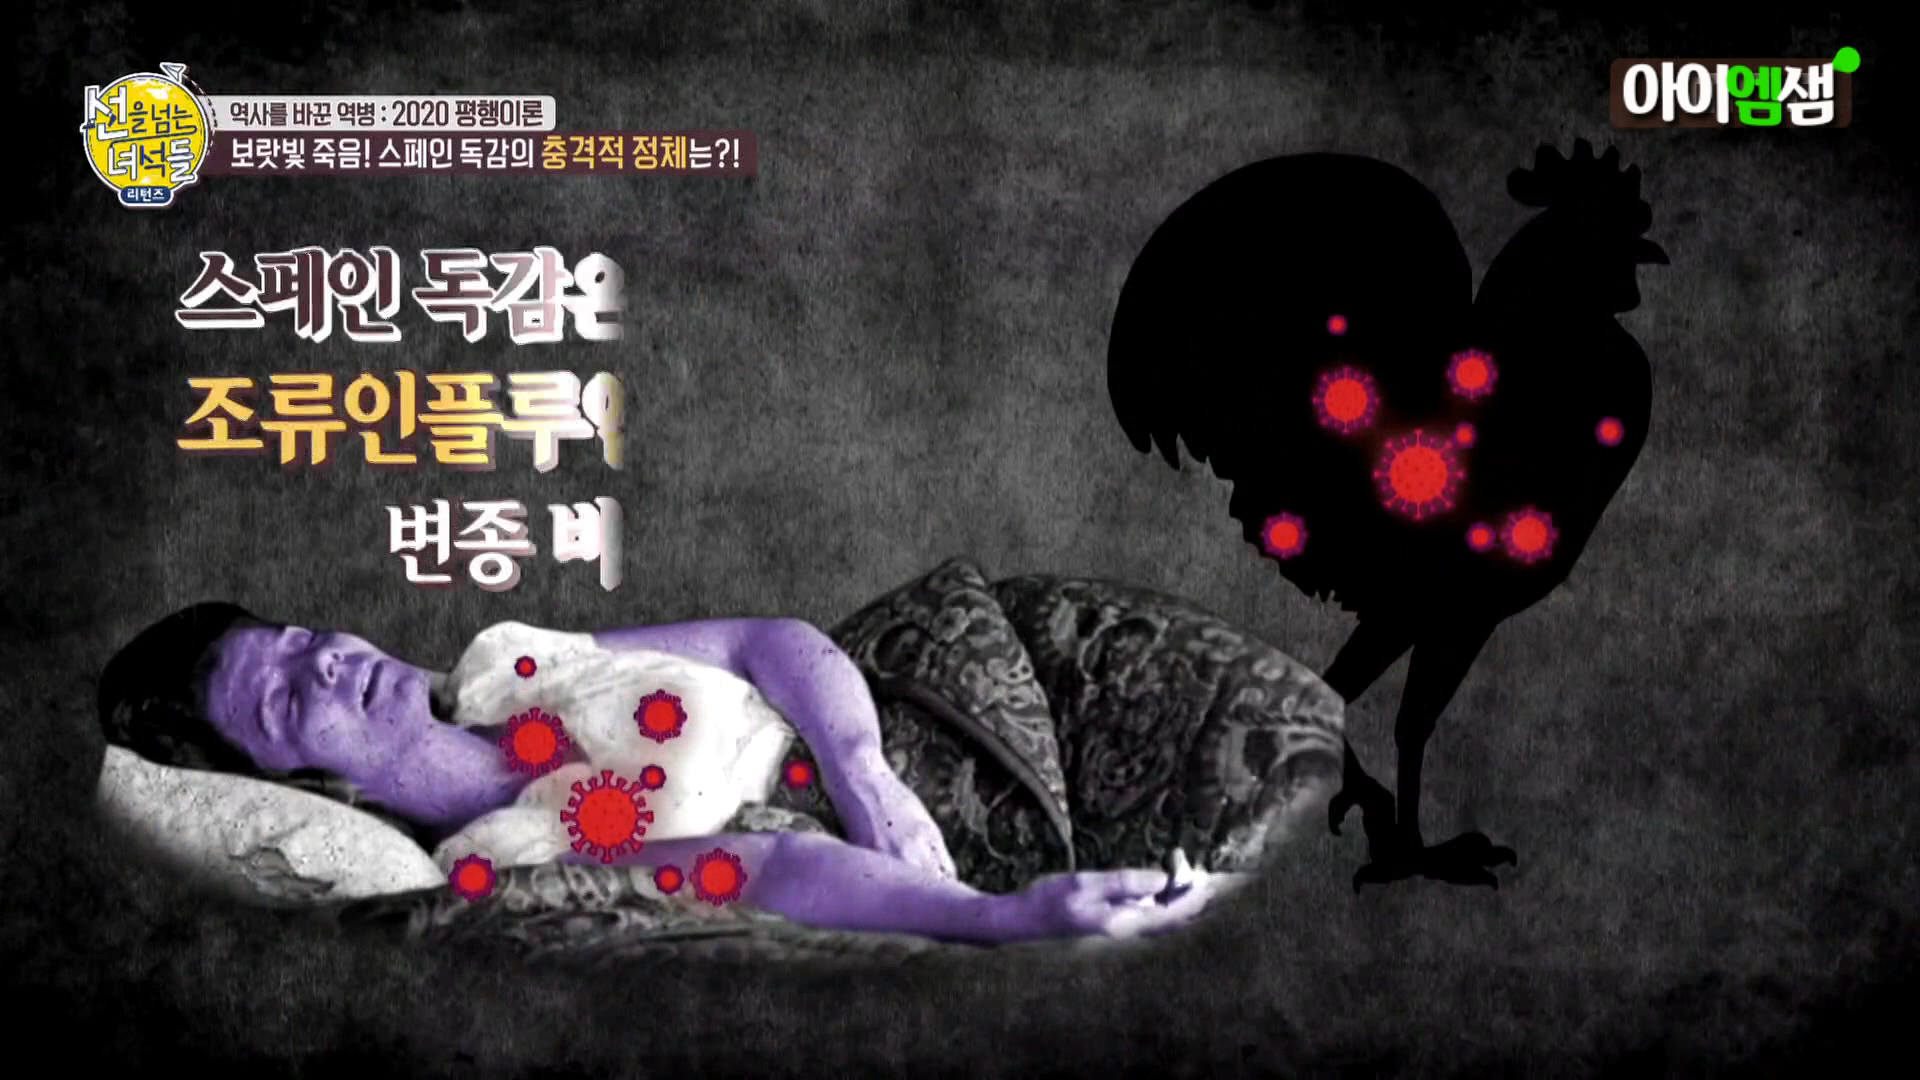 선을 넘는
녀석들
리턴즈
역사를 바꾼 역병 : 2020 평행이론
보랏빛 죽음! 스페인 독감의 충격적 정체는?!
아이엠샘
스페인 독감은
조류인플루
변종